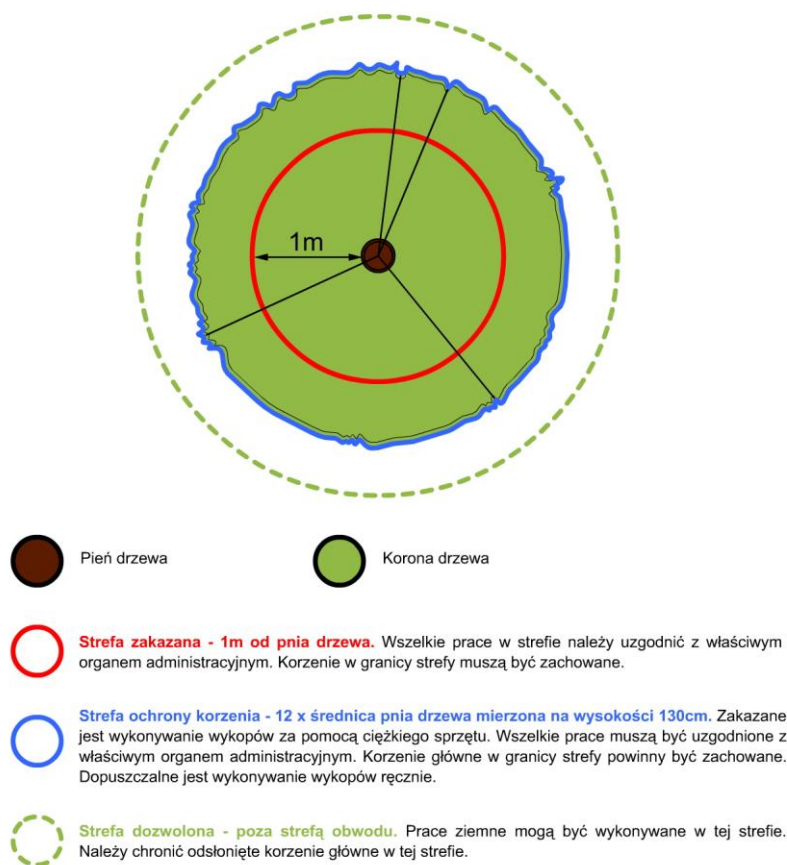 1m
Pień drzewa
Korona drzewa
Strefa zakazana - 1m od pnia drzewa. Wszelkie prace w strefie należy uzgodnić z właściwym
organem administracyjnym. Korzenie w granicy strefy muszą być zachowane.
Strefa ochrony korzenia - 12 x średnica pnia drzewa mierzona na wysokości 130cm. Zakazane
jest wykonywanie wykopów za pomocą ciężkiego sprzętu. Wszelkie prace muszą być uzgodnione z
właściwym organem administracyjnym. Korzenie główne w granicy strefy powinny być zachowane.
Dopuszczalne jest wykonywanie wykopów ręcznie.
Strefa dozwolona - poza strefą obwodu. Prace ziemne mogą być wykonywane w tej strefie.
Należy chronić odsłonięte korzenie główne w tej strefie.